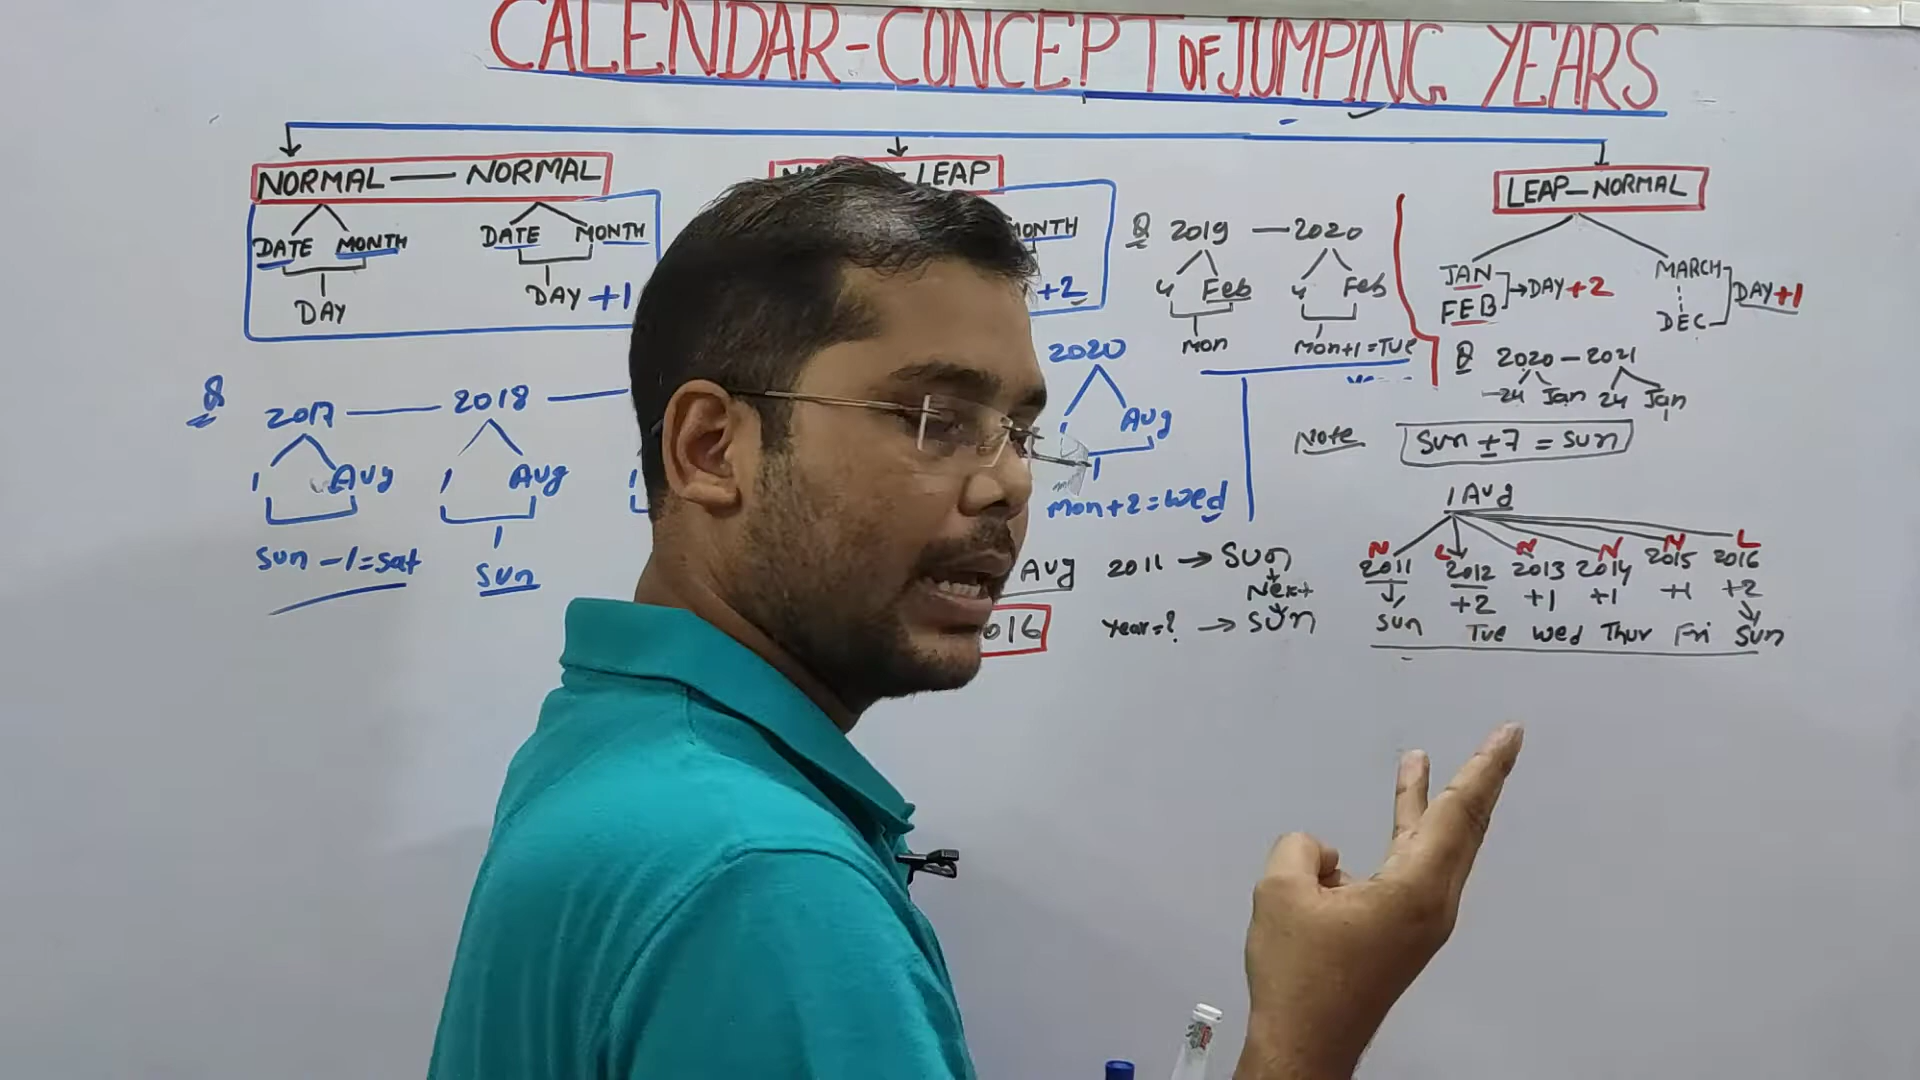 CALENDAR-CONCEPT OF JUMPING YEARS
NORMAL — NORMAL
DATE MONTH
DAY
DATE MONTH
DAY +1
LEAP
MONTH
+2
Q 2019 — 2020
4 Feb
Mon
4 Feb
Mon+1=Tue
LEAP-NORMAL
JAN
FEB
→DAY+2
MARCH
DEC
DAY+1
Q 2020-2021
24 Jan 24 Jan
Note Sun ± 7 = Sun
Q 2017 — 2018 —
1 Aug
Sun -1=Sat
1 Aug
Sun
1
2020
1 Aug
Mon+2=Wed
Aug 2011 → Sun
Next
Year=? → Sun
016
1 Aug
N L N N N L
2011 2012 2013 2014 2015 2016
+2 +1 +1 +1 +2
Sun Tue Wed Thur Fri Sun